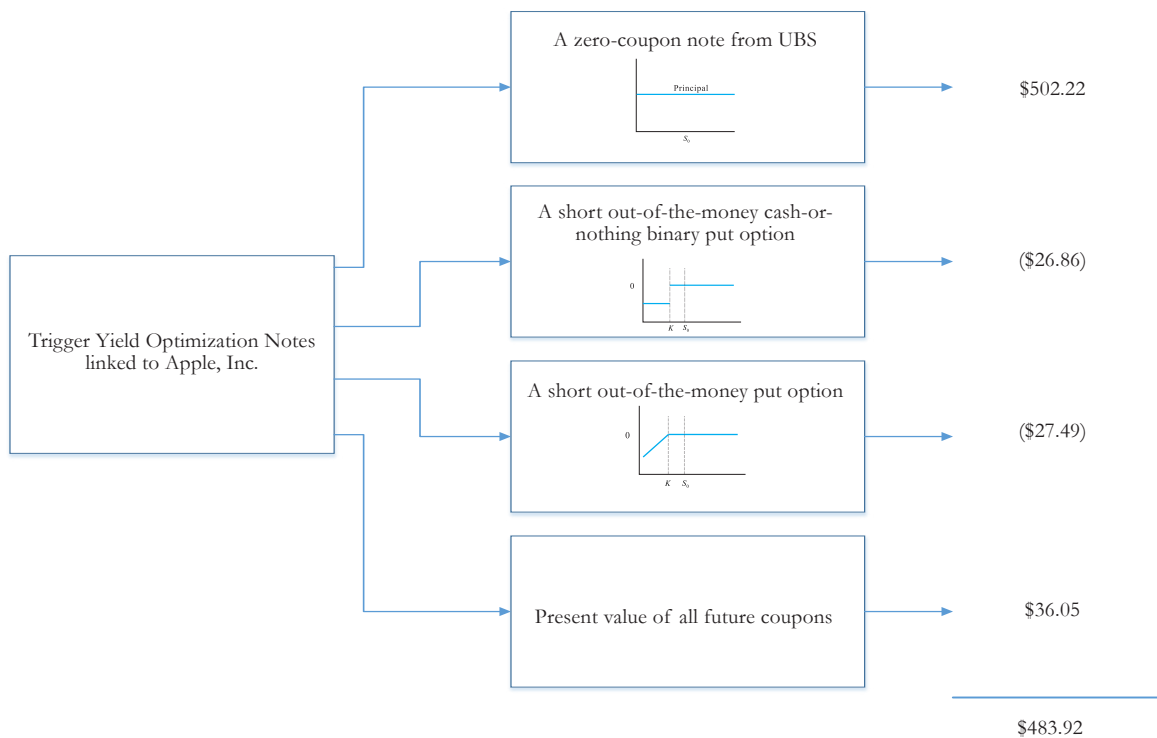 A zero-coupon note from UBS
Principal
S₀
$502.22
A short out-of-the-money cash-or-
nothing binary put option
0
K S₀
($26.86)
Trigger Yield Optimization Notes
linked to Apple, Inc.
A short out-of-the-money put option
0
K S₀
($27.49)
Present value of all future coupons
$36.05
$483.92